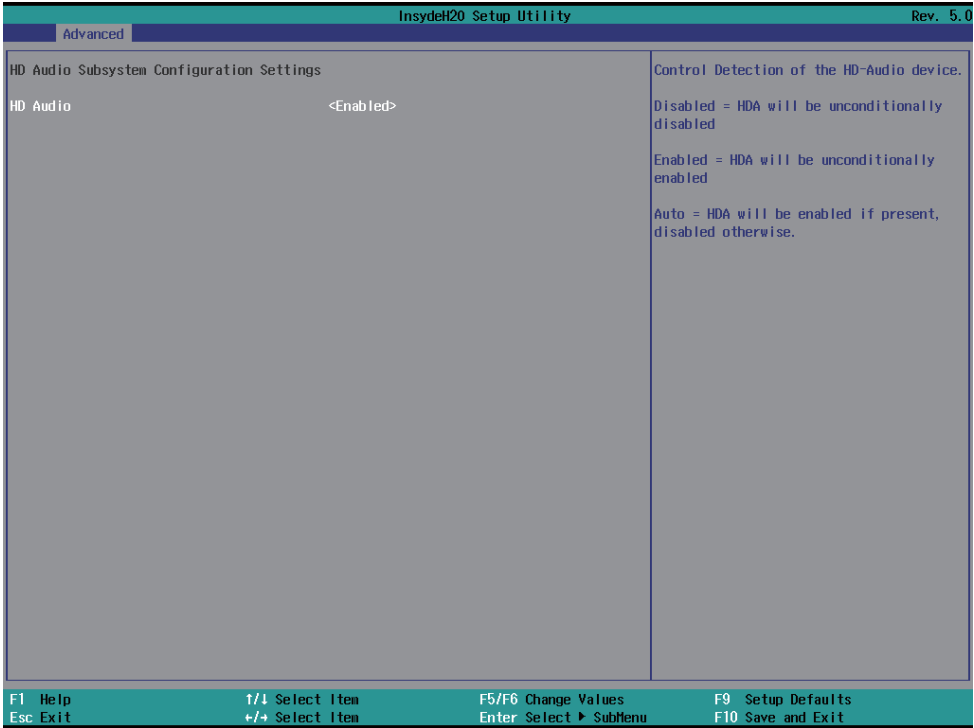 InsydeH20 Setup Utility Rev. 5.0
Advanced
HD Audio Subsystem Configuration Settings
HD Audio <Enabled>
Control Detection of the HD-Audio device.
Disabled = HDA will be unconditionally
disabled
Enabled = HDA will be unconditionally
enabled
Auto = HDA will be enabled if present,
disabled otherwise.
F1 Help ↑/↓ Select Item F5/F6 Change Values F9 Setup Defaults
Esc Exit ←/→ Select Item Enter Select ▶ SubMenu F10 Save and Exit